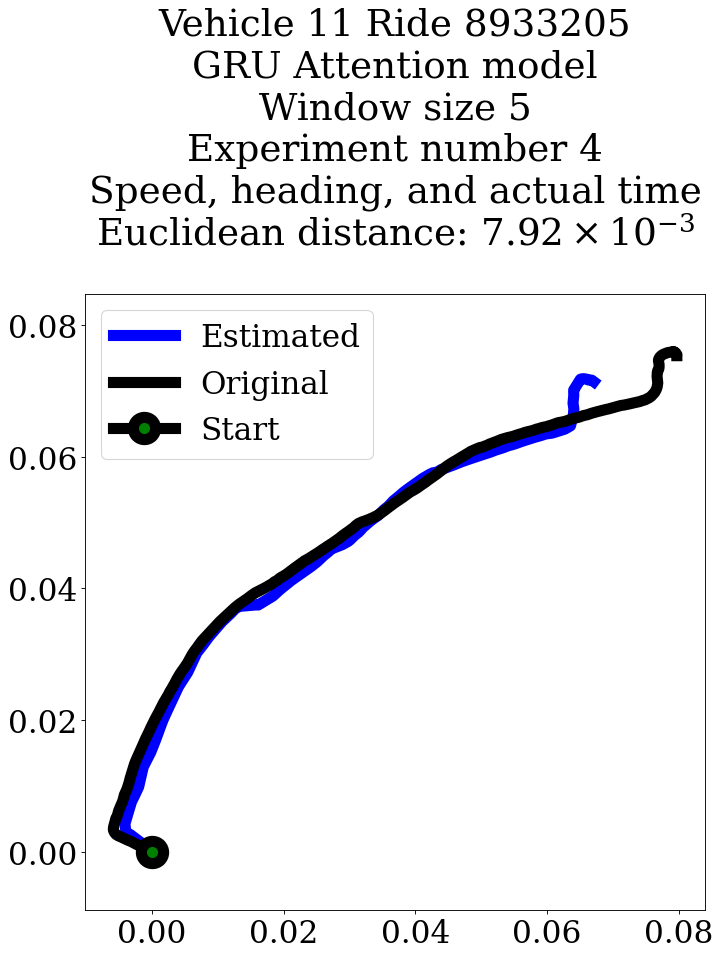 Vehicle 11 Ride 8933205
GRU Attention model
Window size 5
Experiment number 4
Speed, heading, and actual time
Euclidean distance: 7.92 × 10⁻³
Estimated
Original
Start
0.08
0.06
0.04
0.02
0.00
0.00 0.02 0.04 0.06 0.08